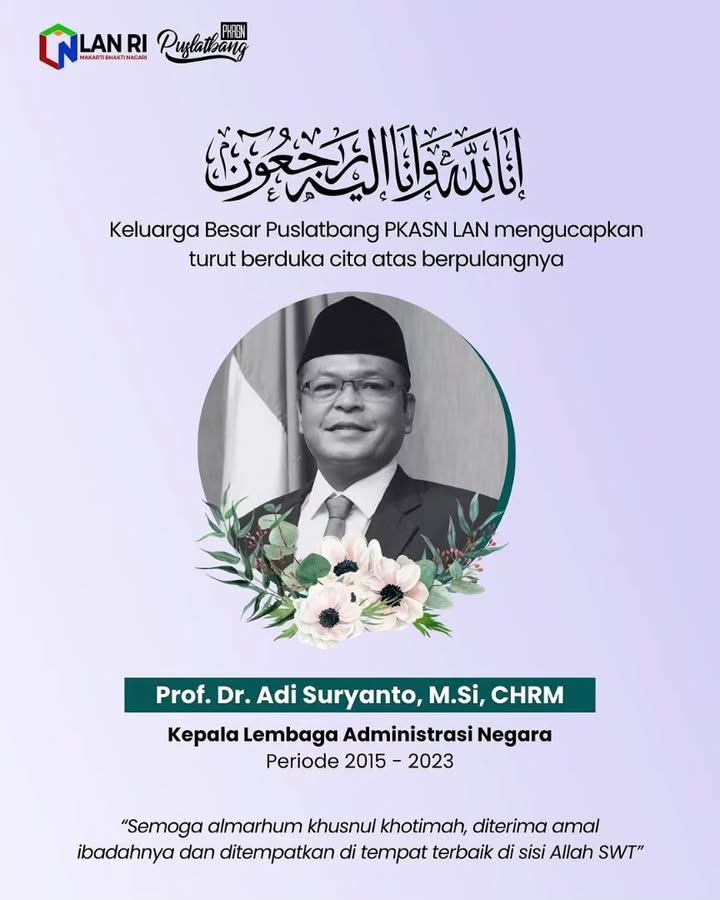 LAN RI
MAKARTI BHAKTI NAGARI
Puslatbang
PKASN
إنا لله وإنا إليه راجعون
Keluarga Besar Puslatbang PKASN LAN mengucapkan
turut berduka cita atas berpulangnya
Prof. Dr. Adi Suryanto, M.Si, CHRM
Kepala Lembaga Administrasi Negara
Periode 2015 - 2023
“Semoga almarhum khusnul khotimah, diterima amal
ibadahnya dan ditempatkan di tempat terbaik di sisi Allah SWT”